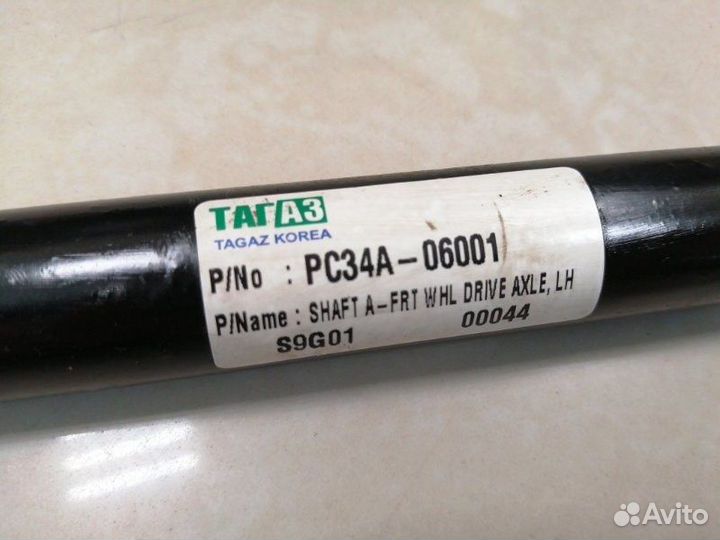 ТАГАЗ
TAGAZ KOREA
P/No : PC34A-06001
P/Name : SHAFT A-FRT WHL DRIVE AXLE, LH
S9G01 00044
Avito